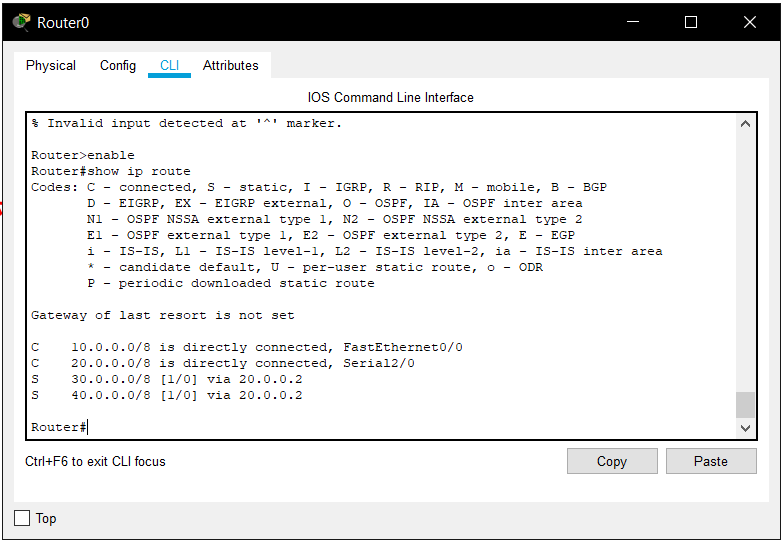 Router0
Physical Config CLI Attributes
IOS Command Line Interface
% Invalid input detected at '^' marker.
Router>enable
Router#show ip route
Codes: C - connected, S - static, I - IGRP, R - RIP, M - mobile, B - BGP
D - EIGRP, EX - EIGRP external, O - OSPF, IA - OSPF inter area
N1 - OSPF NSSA external type 1, N2 - OSPF NSSA external type 2
E1 - OSPF external type 1, E2 - OSPF external type 2, E - EGP
i - IS-IS, L1 - IS-IS level-1, L2 - IS-IS level-2, ia - IS-IS inter area
* - candidate default, U - per-user static route, o - ODR
P - periodic downloaded static route
Gateway of last resort is not set
C 10.0.0.0/8 is directly connected, FastEthernet0/0
C 20.0.0.0/8 is directly connected, Serial2/0
S 30.0.0.0/8 [1/0] via 20.0.0.2
S 40.0.0.0/8 [1/0] via 20.0.0.2
Router#
Ctrl+F6 to exit CLI focus
Copy
Paste
Top